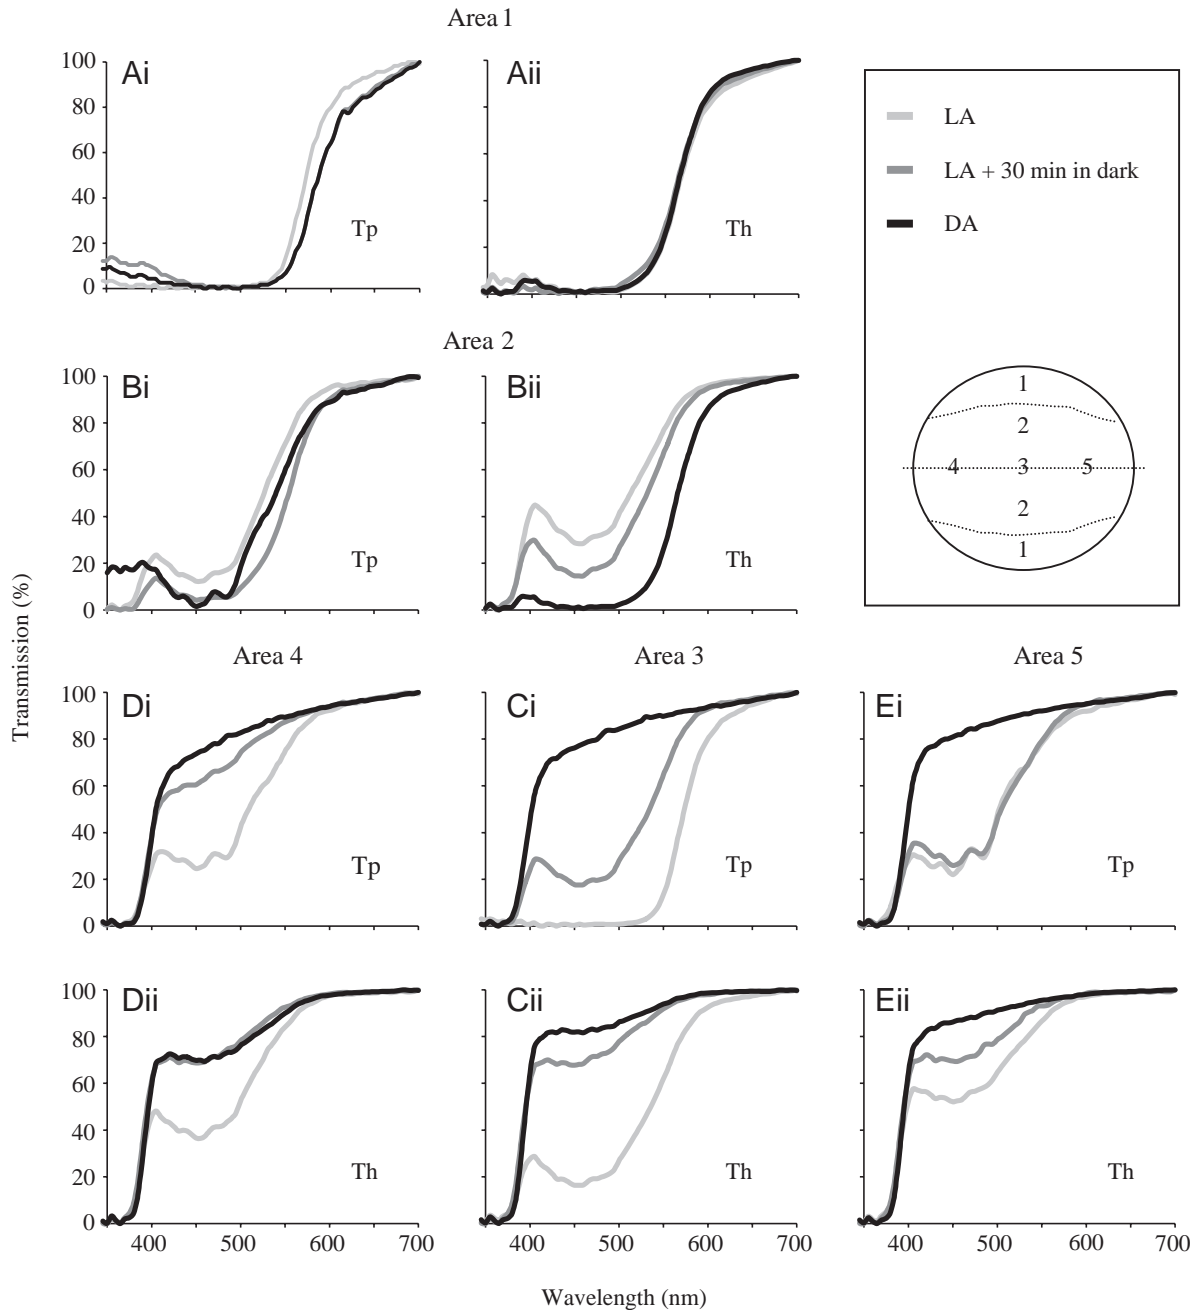 Area 1
Ai
Tp
100
80
60
40
20
0
Aii
Th
LA
LA + 30 min in dark
DA
1
2
4 3 5
2
1
Area 2
Bi
Tp
100
80
60
40
20
0
Bii
Th
Transmission (%)
Area 4
Area 3
Area 5
Di
Tp
100
80
60
40
20
0
Ci
Tp
Ei
Tp
Dii
Th
100
80
60
40
20
0
Cii
Th
Eii
Th
400 500 600 700
400 500 600 700
400 500 600 700
Wavelength (nm)